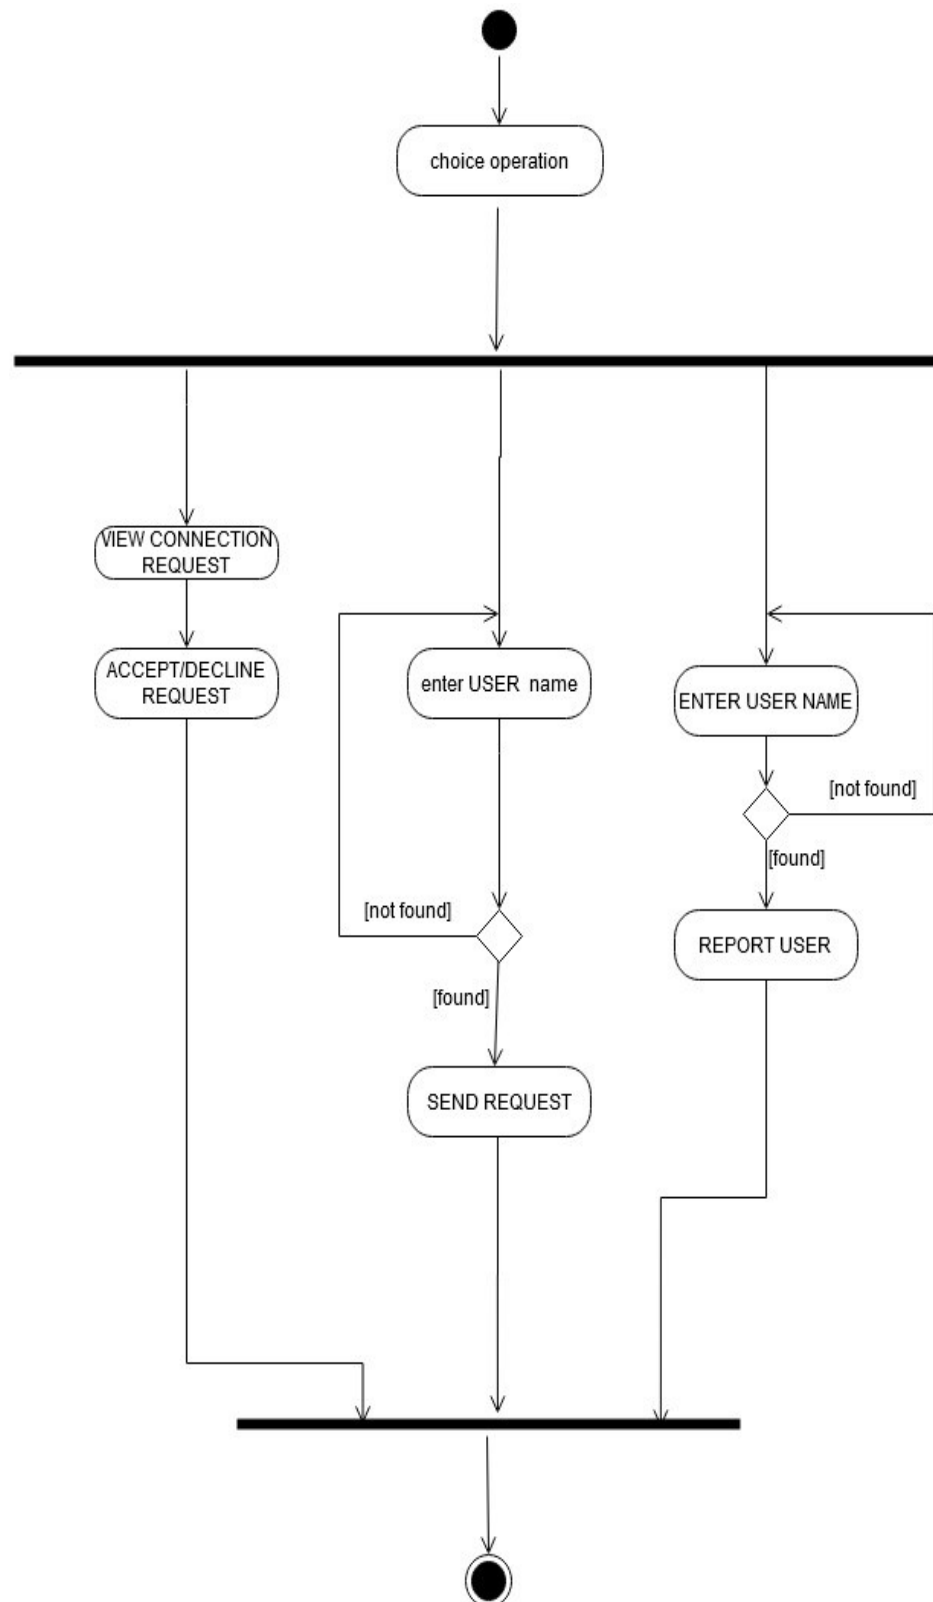 choice operation
VIEW CONNECTION
REQUEST
ACCEPT/DECLINE
REQUEST
enter USER name
[not found]
[found]
SEND REQUEST
ENTER USER NAME
[not found]
[found]
REPORT USER